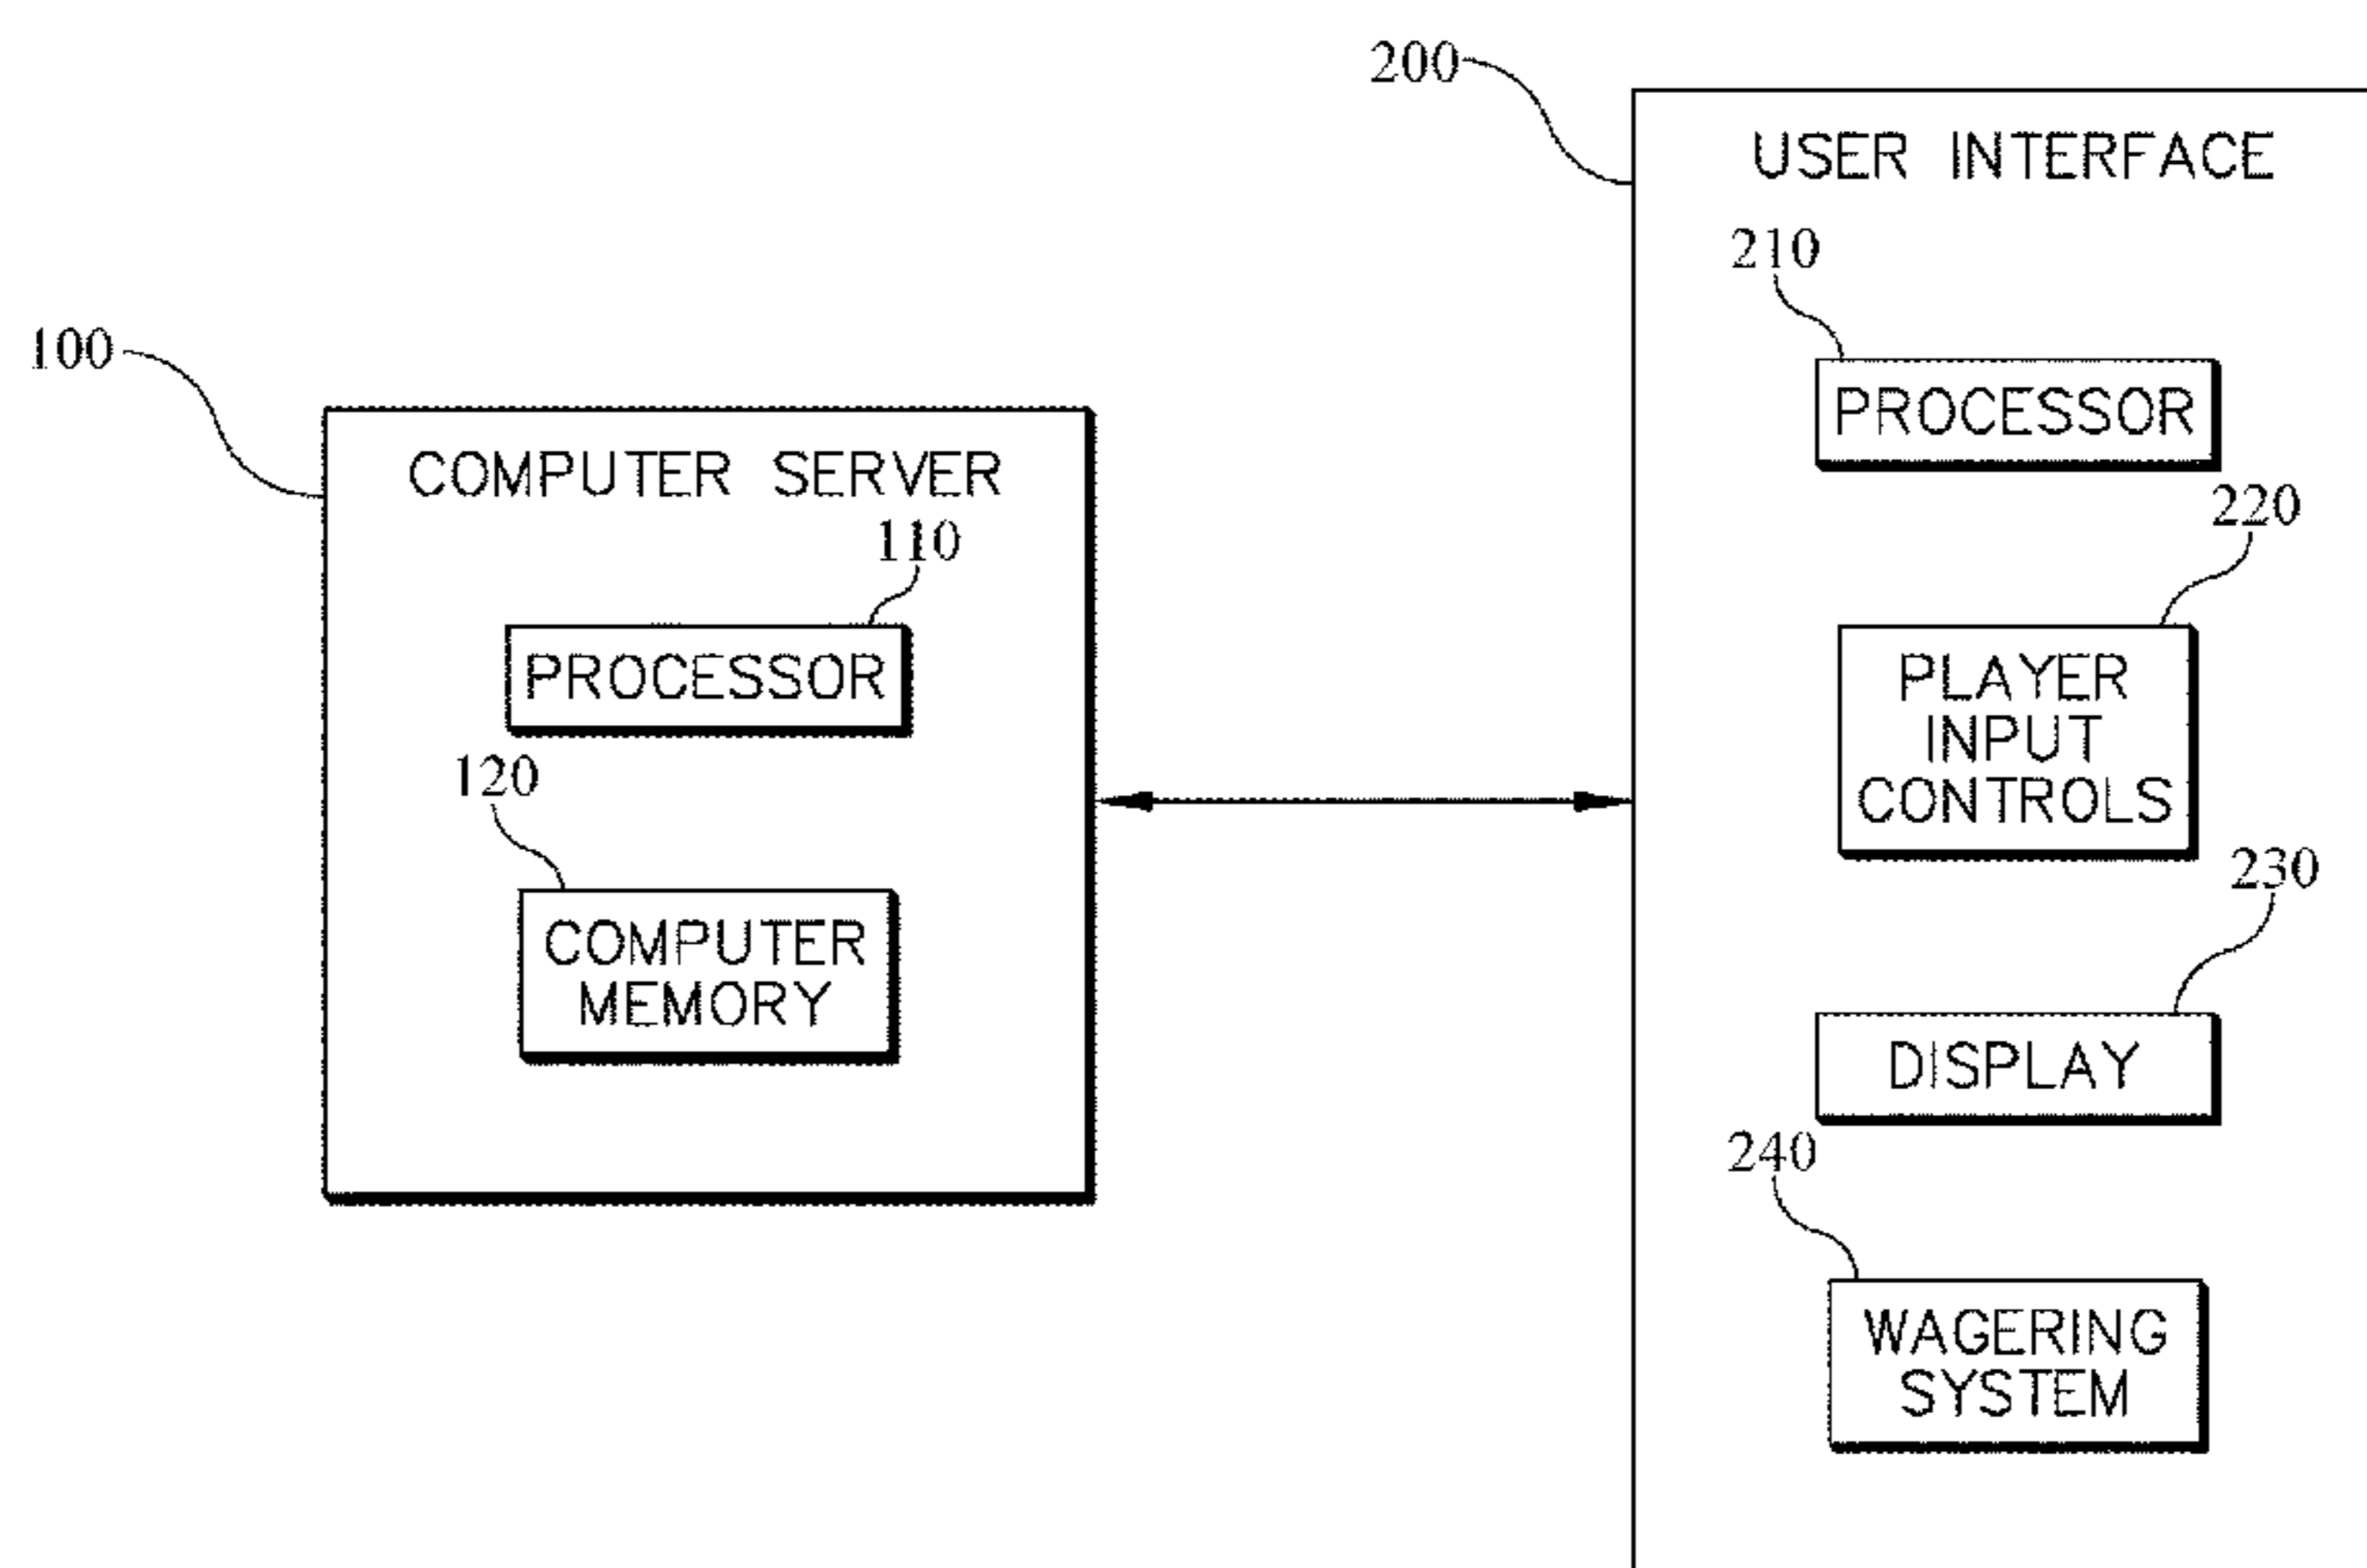 200
USER INTERFACE
210
PROCESSOR
220
PLAYER
INPUT
CONTROLS
230
DISPLAY
240
WAGERING
SYSTEM
100
COMPUTER SERVER
110
PROCESSOR
120
COMPUTER
MEMORY